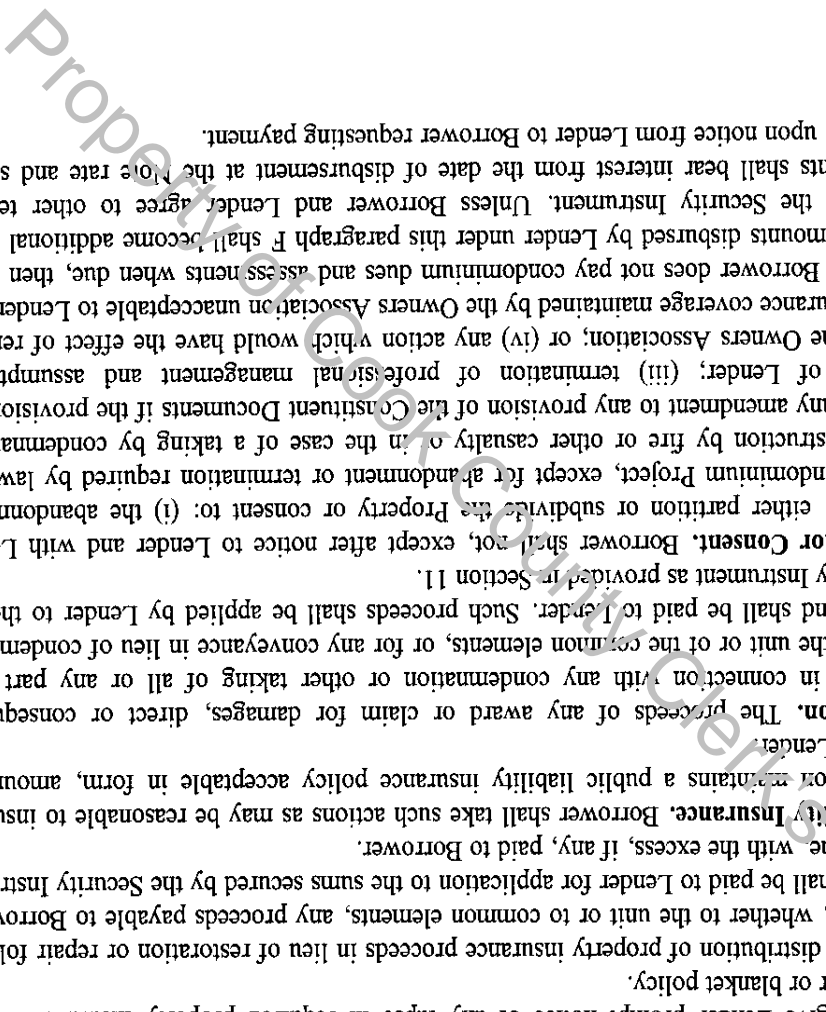 r or blanket policy.
distribution of property insurance proceeds in lieu of restoration or repair fol
, whether to the unit or to common elements, any proceeds payable to Borrow
hall be paid to Lender for application to the sums secured by the Security Instr
ne with the excess, if any, paid to Borrower.
lity Insurance. Borrower shall take such actions as may be reasonable to insu
on maintains a public liability insurance policy acceptable in form, amoun
Lender.
on. The proceeds of any award or claim for damages, direct or consequ
in connection with any condemnation or other taking of all or any part
the unit or of the common elements, or for any conveyance in lieu of condem
nd shall be paid to Lender. Such proceeds shall be applied by Lender to th
y Instrument as provided in Section 11.
or Consent. Borrower shall not, except after notice to Lender and with L
either partition or subdivide the Property or consent to: (i) the abandonm
ndominium Project, except for abandonment or termination required by law
struction by fire or other casualty or in the case of a taking by condemna
ny amendment to any provision of the Constituent Documents if the provision
of Lender; (iii) termination of professional management and assumpt
he Owners Association; or (iv) any action which would have the effect of ren
urance coverage maintained by the Owners Association unacceptable to Lender
Borrower does not pay condominium dues and assessments when due, then
mounts disbursed by Lender under this paragraph F shall become additional
the Security Instrument. Unless Borrower and Lender agree to other te
nts shall bear interest from the date of disbursement at the Note rate and s
upon notice from Lender to Borrower requesting payment.
Property of Cook County Clerk's